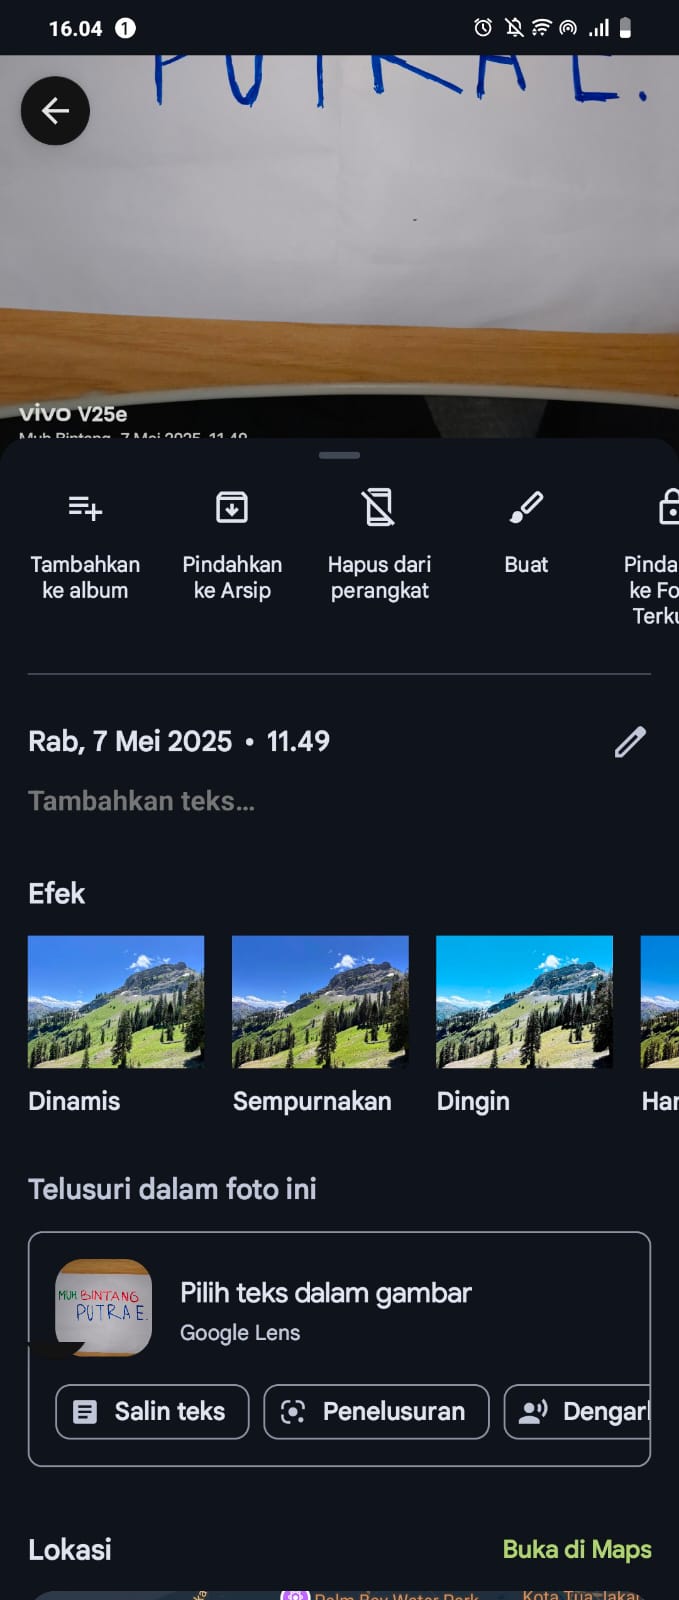 16.04 1
PUTRA E.
vivo V25e
Muh Bintang, 7 Mei 2025, 11.49
Tambahkan ke album
Pindahkan ke Arsip
Hapus dari perangkat
Buat
Pinda
ke Fo
Terku
Rab, 7 Mei 2025 • 11.49
Tambahkan teks...
Efek
Dinamis
Sempurnakan
Dingin
Har
Telusuri dalam foto ini
MUH BINTANG
PUTRA E.
Pilih teks dalam gambar
Google Lens
Salin teks
Penelusuran
Dengar
Lokasi
Buka di Maps
Palm Bay Water Park
Kota Tua Jakar